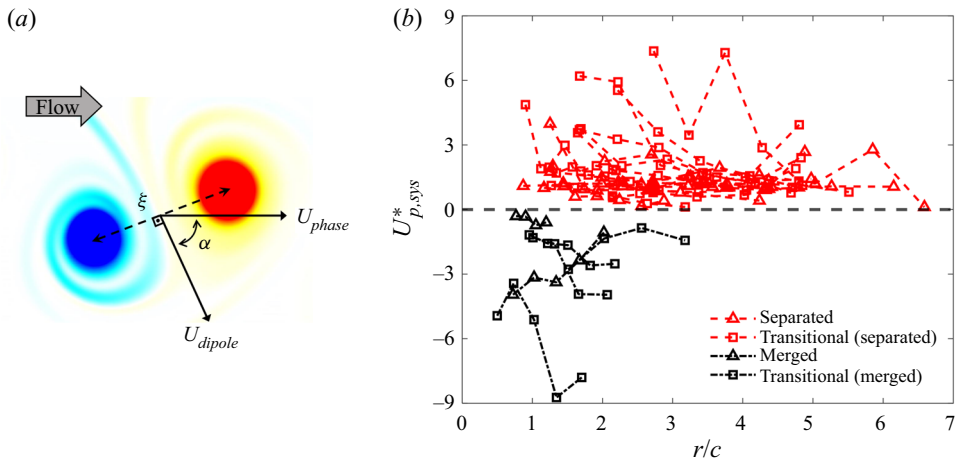 (a)
Flow
ξ
U_phase
α
U_dipole
(b)
U*_p,sys
9
6
3
0
−3
−6
−9
Separated
Transitional (separated)
Merged
Transitional (merged)
0 1 2 3 4 5 6 7
r/c